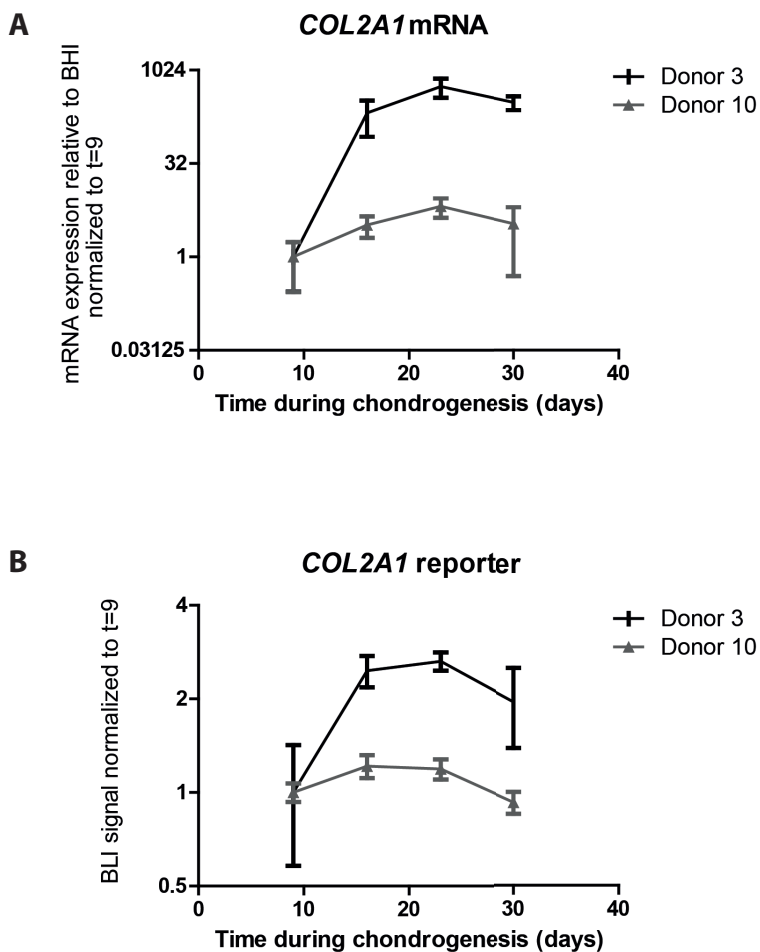 A
COL2A1 mRNA
mRNA expression relative to BHI
normalized to t=9
1024
32
1
0.03125
0 10 20 30 40
Time during chondrogenesis (days)
Donor 3
Donor 10
B
COL2A1 reporter
BLI signal normalized to t=9
4
2
1
0.5
0 10 20 30 40
Time during chondrogenesis (days)
Donor 3
Donor 10